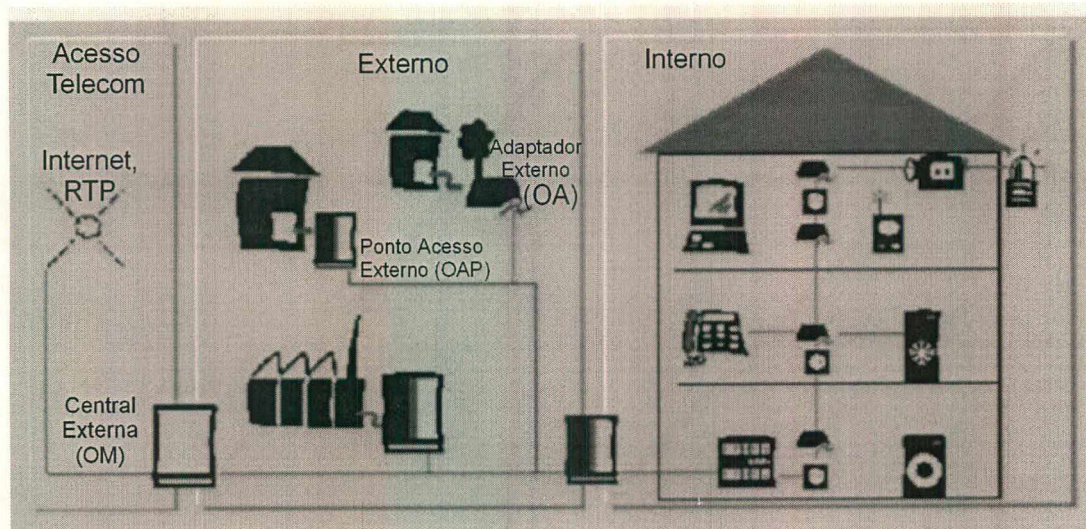 Acesso
Telecom
Internet,
RTP
Central
Externa
(OM)
Externo
Adaptador
Externo
(OA)
Ponto Acesso
Externo (OAP)
Interno